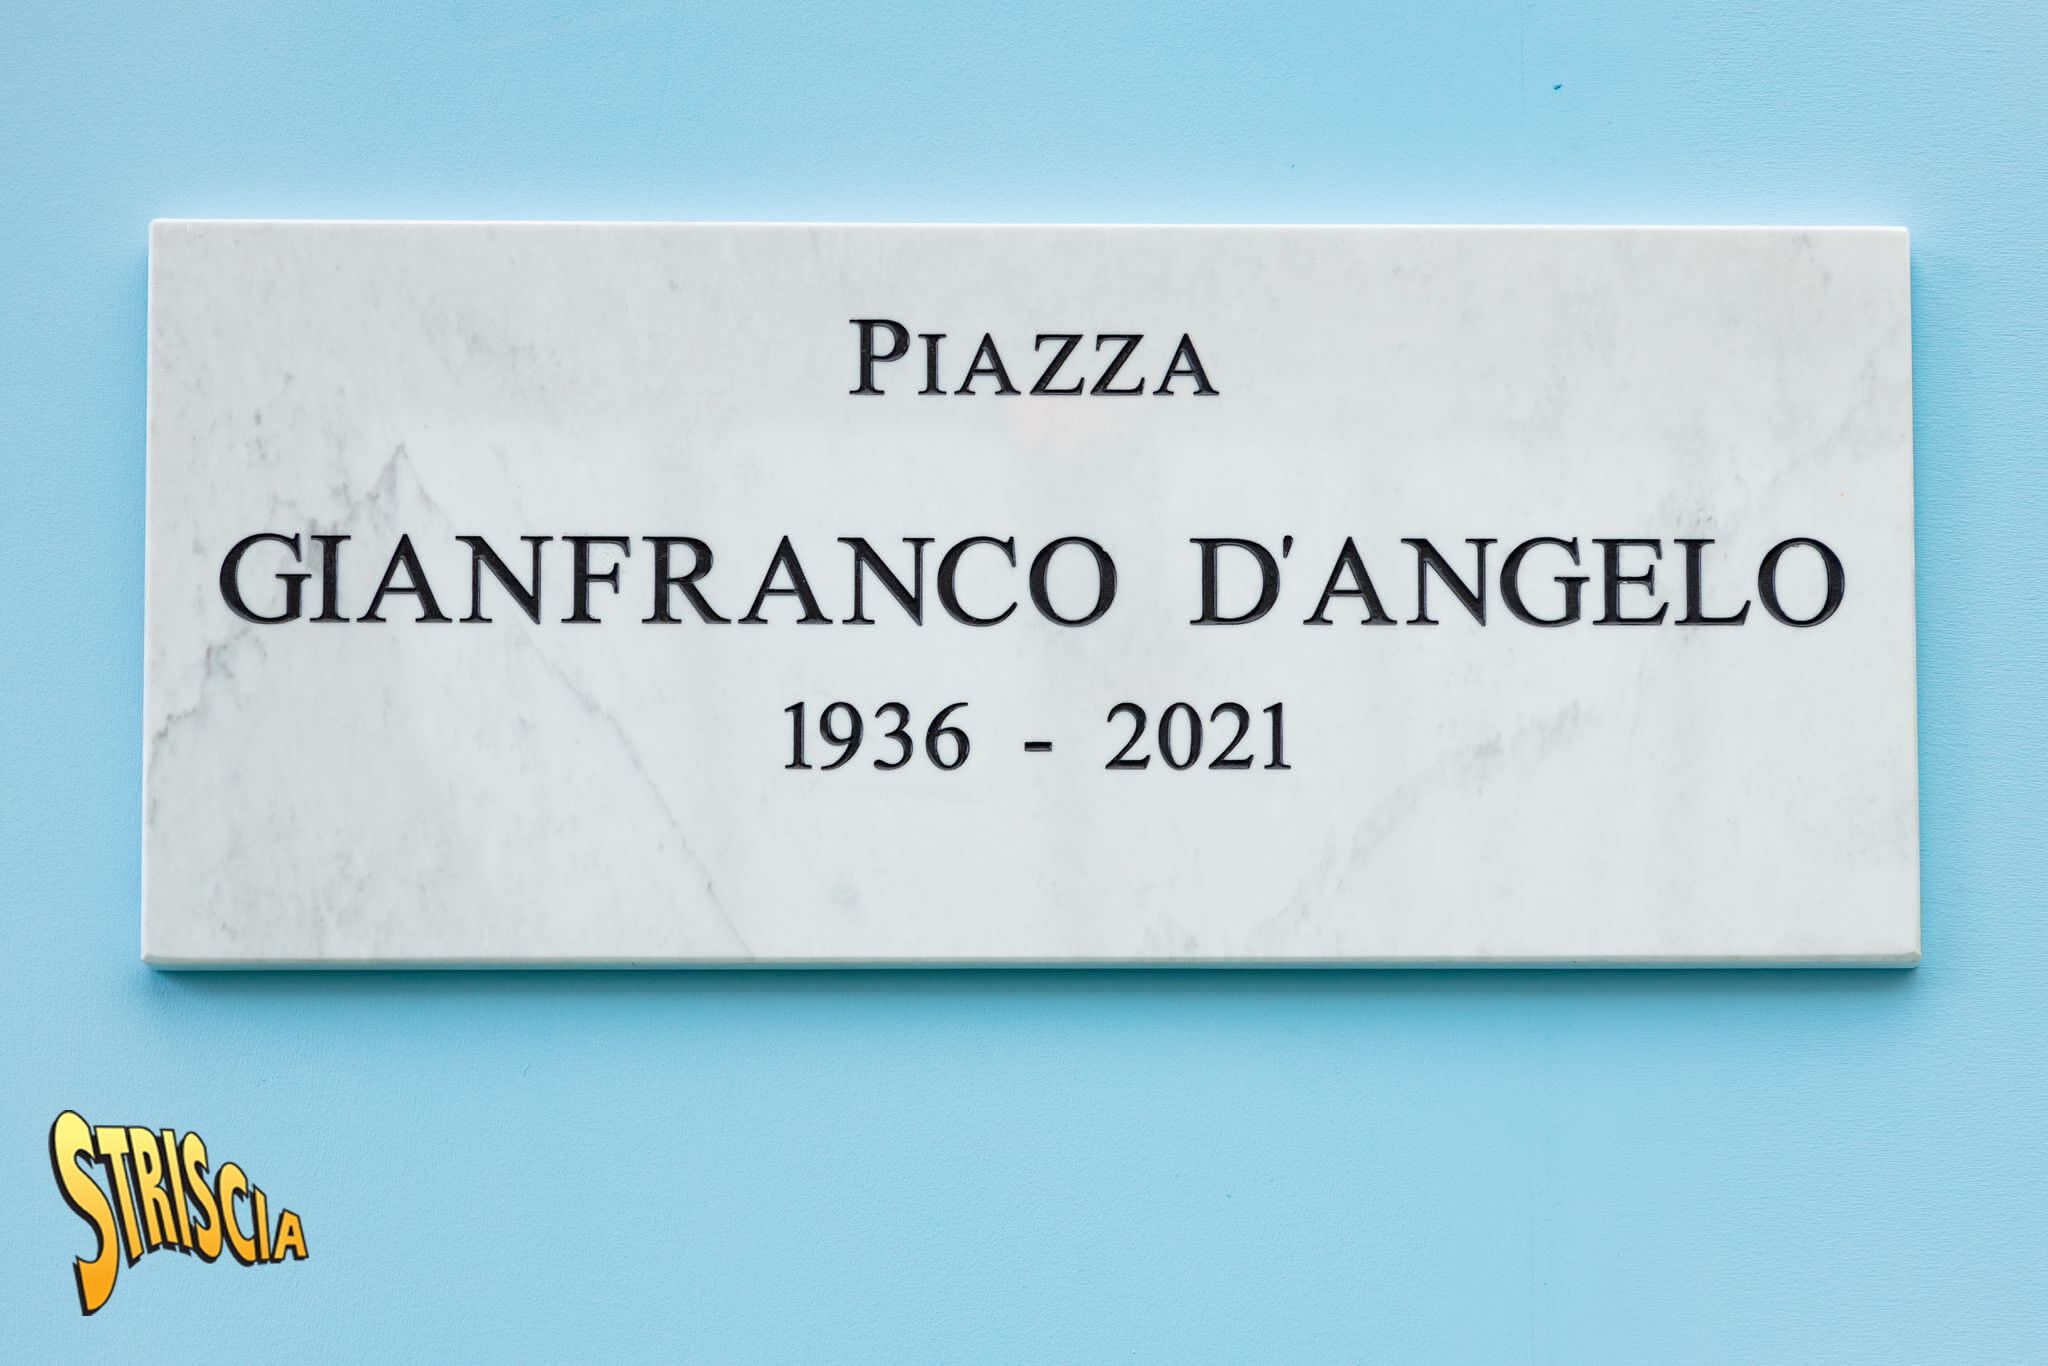 PIAZZA
GIANFRANCO D'ANGELO
1936 - 2021
STRISCIA